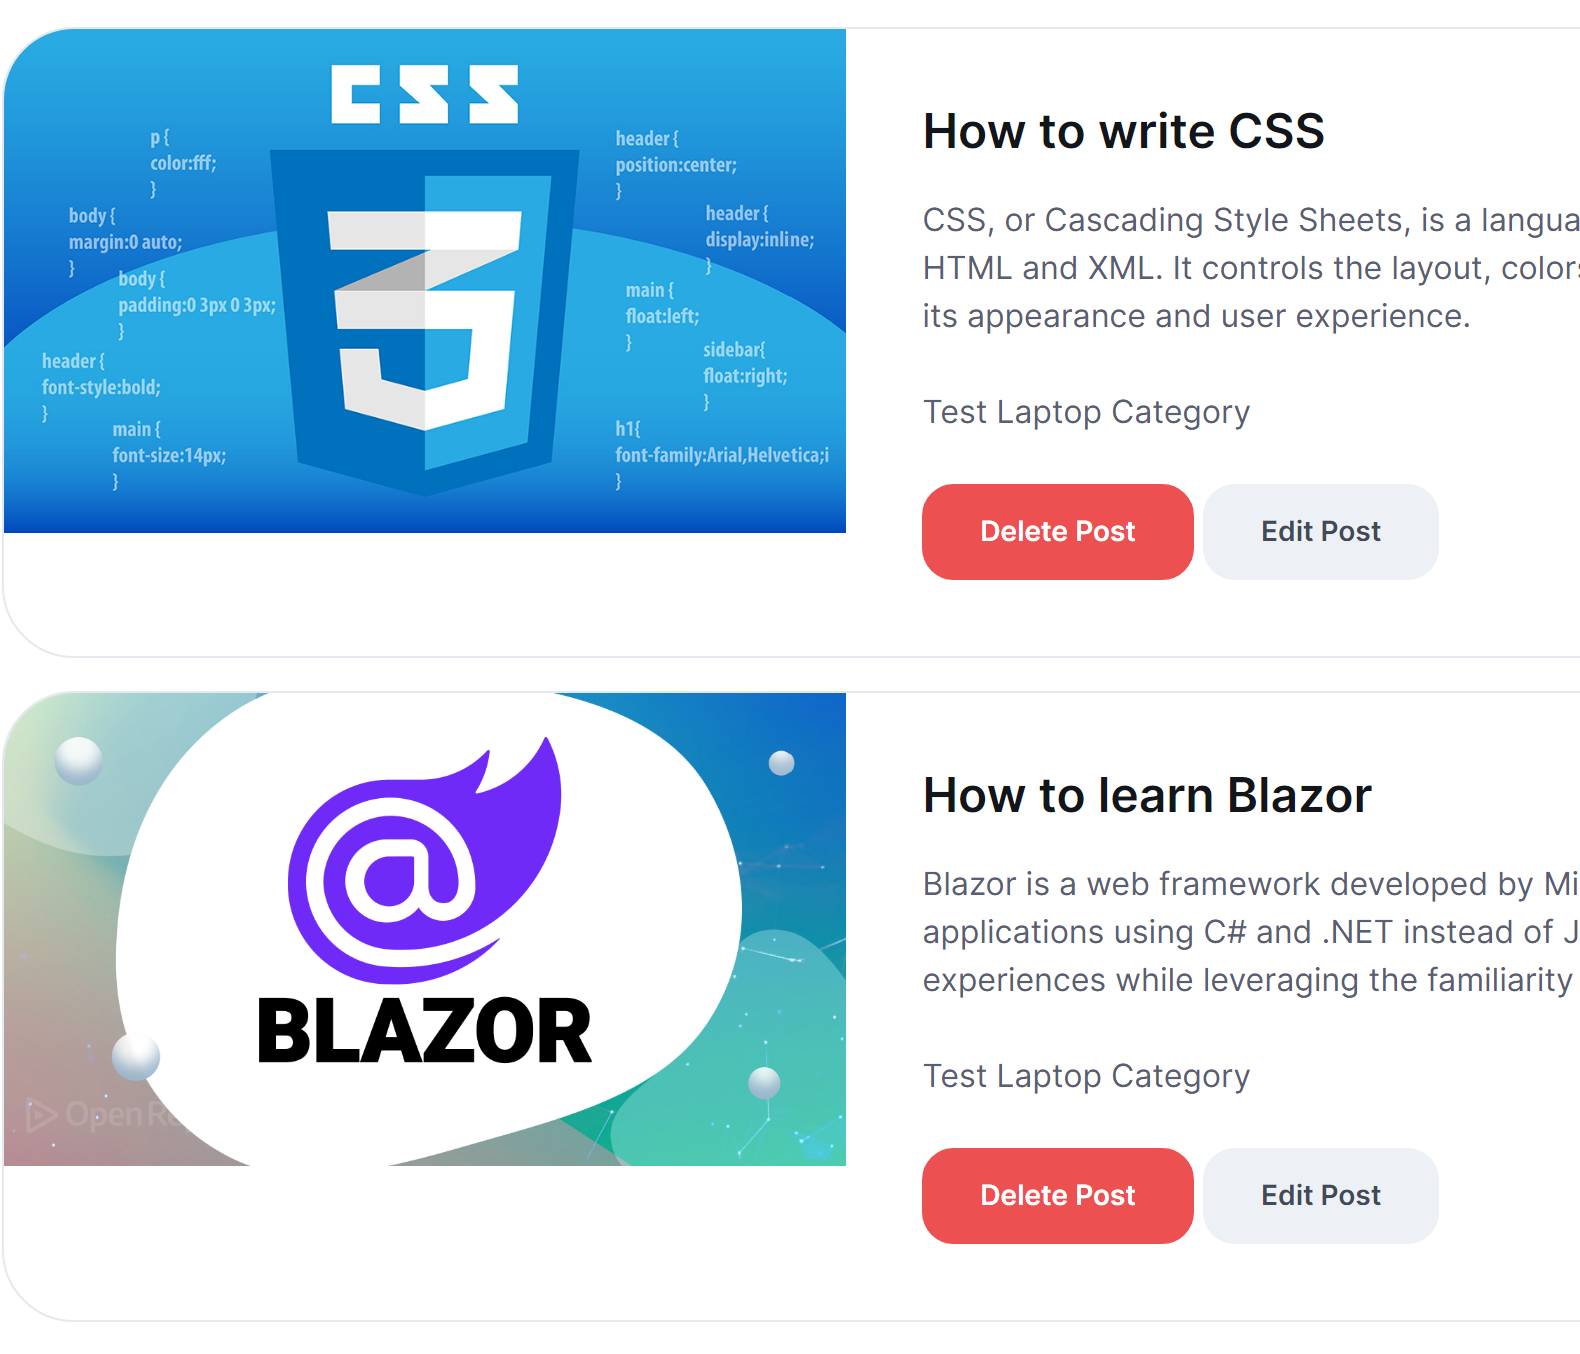 CSS
p {
color:fff;
}
body {
margin:0 auto;
}
body {
padding:0 3px 0 3px;
}
header {
font-style:bold;
}
main {
font-size:14px;
}
header {
position:center;
}
header {
display:inline;
}
main {
float:left;
}
sidebar{
float:right;
}
h1{
font-family:Arial,Helvetica;i
}
How to write CSS
CSS, or Cascading Style Sheets, is a langua
HTML and XML. It controls the layout, colors
its appearance and user experience.
Test Laptop Category
Delete Post Edit Post
BLAZOR
Open R
How to learn Blazor
Blazor is a web framework developed by Mi
applications using C# and .NET instead of J
experiences while leveraging the familiarity
Test Laptop Category
Delete Post Edit Post